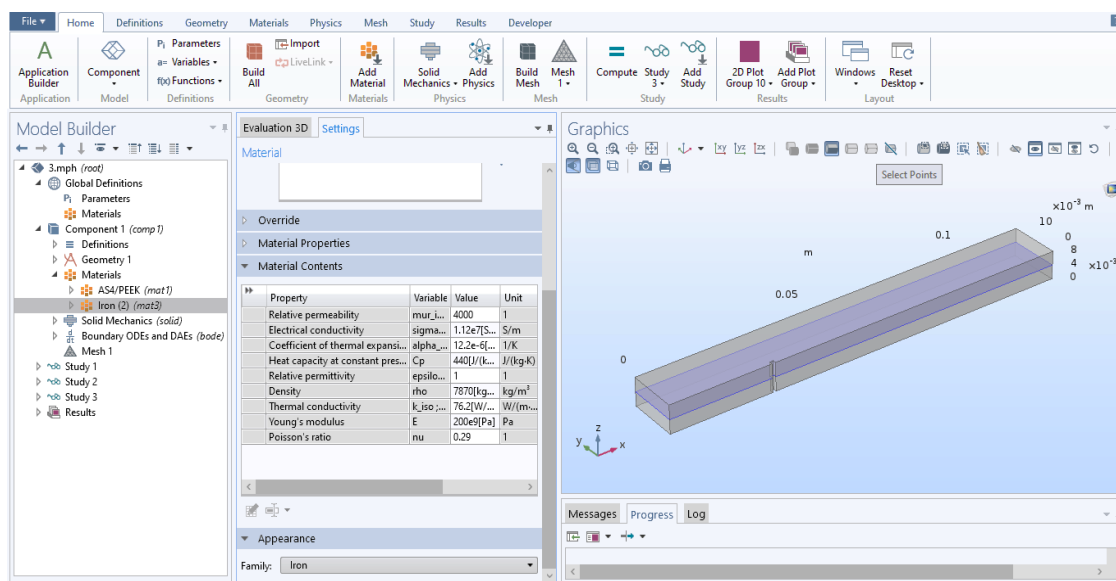 File Home Definitions Geometry Materials Physics Mesh Study Results Developer
Application Builder
Component
Pi Parameters
a= Variables
f(x) Functions
Build All
Import
LiveLink
Add Material
Solid Mechanics
Add Physics
Build Mesh
Mesh 1
Compute
Study 3
Add Study
2D Plot Group 10
Add Plot Group
Windows
Reset Desktop
Application Model Definitions Geometry Materials Physics Mesh Study Results Layout
Model Builder
3.mph (root)
Global Definitions
Pi Parameters
Materials
Component 1 (comp1)
Definitions
Geometry 1
Materials
AS4/PEEK (mat1)
Iron (2) (mat3)
Solid Mechanics (solid)
Boundary ODEs and DAEs (bode)
Mesh 1
Study 1
Study 2
Study 3
Results
Evaluation 3D Settings
Material
Override
Material Properties
Material Contents
Property Variable Value Unit
Relative permeability mur_i... 4000 1
Electrical conductivity sigma... 1.12e7[S... S/m
Coefficient of thermal expansi... alpha_... 12.2e-6[... 1/K
Heat capacity at constant pres... Cp 440[J/(k... J/(kg·K)
Relative permittivity epsilo... 1 1
Density rho 7870[kg... kg/m³
Thermal conductivity k_iso ;... 76.2[W/... W/(m·...
Young's modulus E 200e9[Pa] Pa
Poisson's ratio nu 0.29 1
Appearance
Family: Iron
Graphics
xy yz zx
Select Points
×10⁻³ m
10
0
0.1
8
m
4 ×10⁻³
0
0.05
0
z
y x
Messages Progress Log